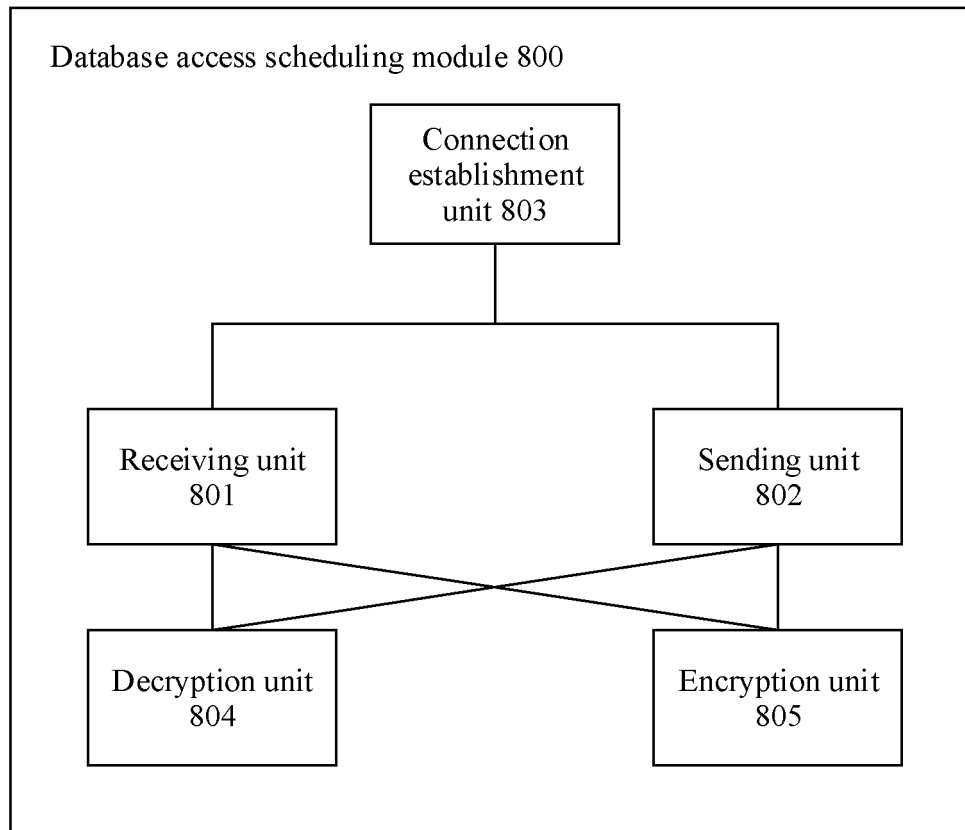 Database access scheduling module 800
Connection
establishment
unit 803
Receiving unit
801
Sending unit
802
Decryption unit
804
Encryption unit
805